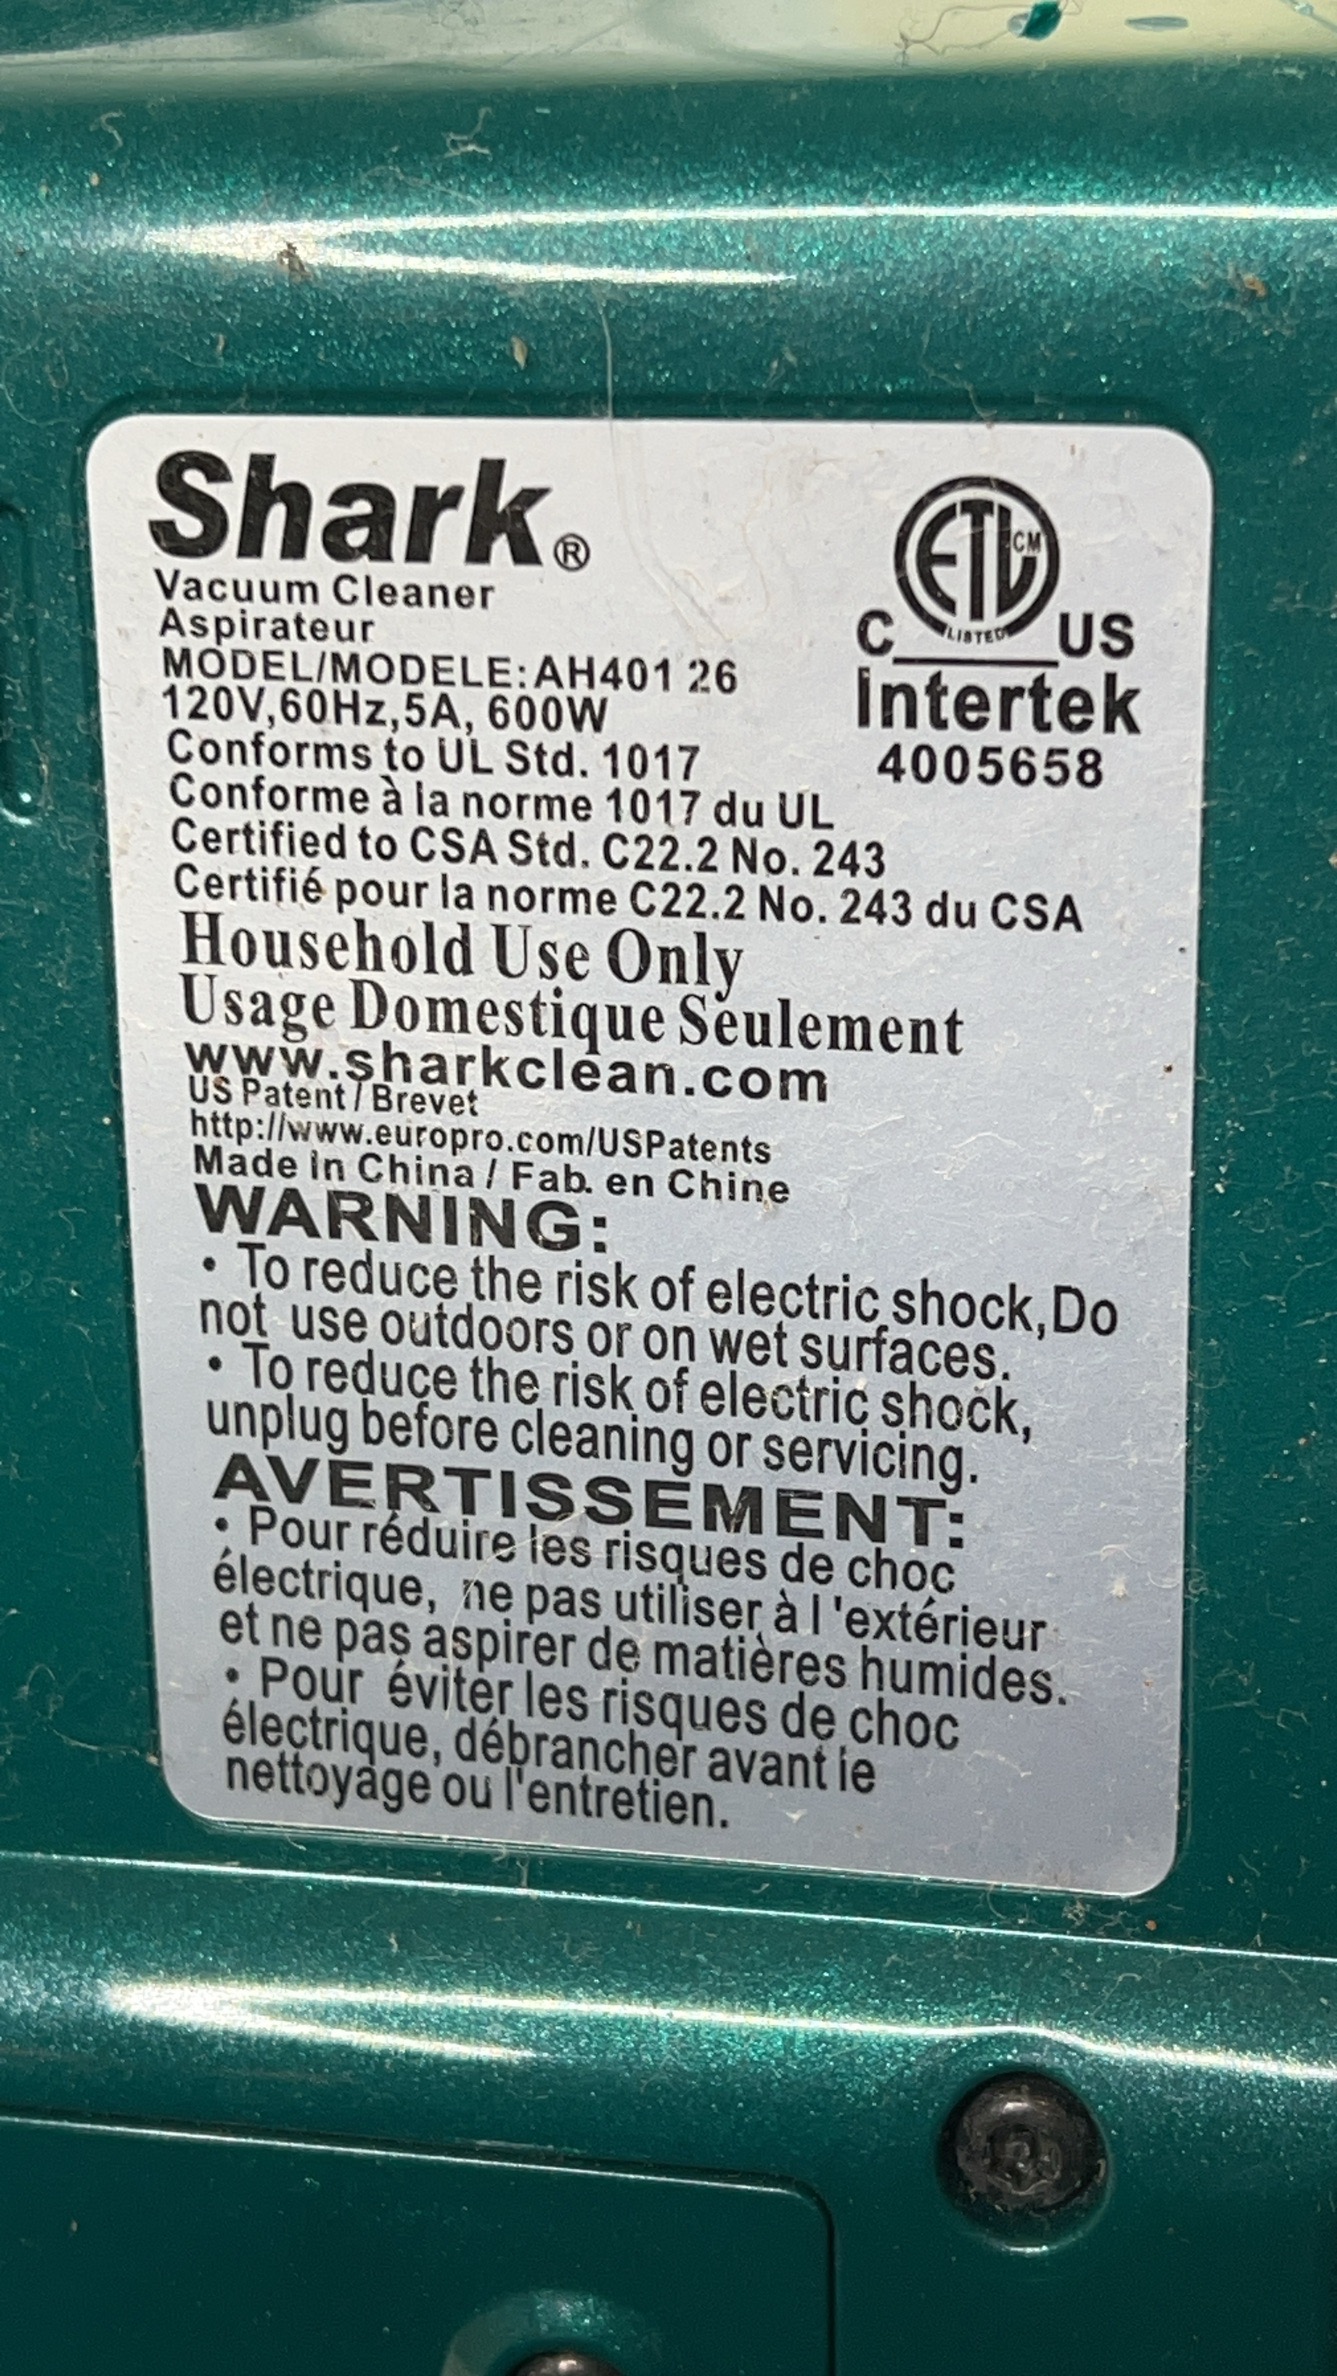 Shark®
Vacuum Cleaner
Aspirateur
MODEL/MODELE: AH401 26
120V,60Hz,5A, 600W
Conforms to UL Std. 1017
Conforme à la norme 1017 du UL
Certified to CSA Std. C22.2 No. 243
Certifié pour la norme C22.2 No. 243 du CSA
ETL CM
LISTED
C US
Intertek
4005658
Household Use Only
Usage Domestique Seulement
www.sharkclean.com
US Patent / Brevet
http://www.europro.com/USPatents
Made in China / Fab. en Chine
WARNING:
• To reduce the risk of electric shock,Do
not use outdoors or on wet surfaces.
• To reduce the risk of electric shock,
unplug before cleaning or servicing.
AVERTISSEMENT:
• Pour réduire les risques de choc
électrique, ne pas utiliser à l'extérieur
et ne pas aspirer de matières humides.
• Pour éviter les risques de choc
électrique, débrancher avant le
nettoyage ou l'entretien.